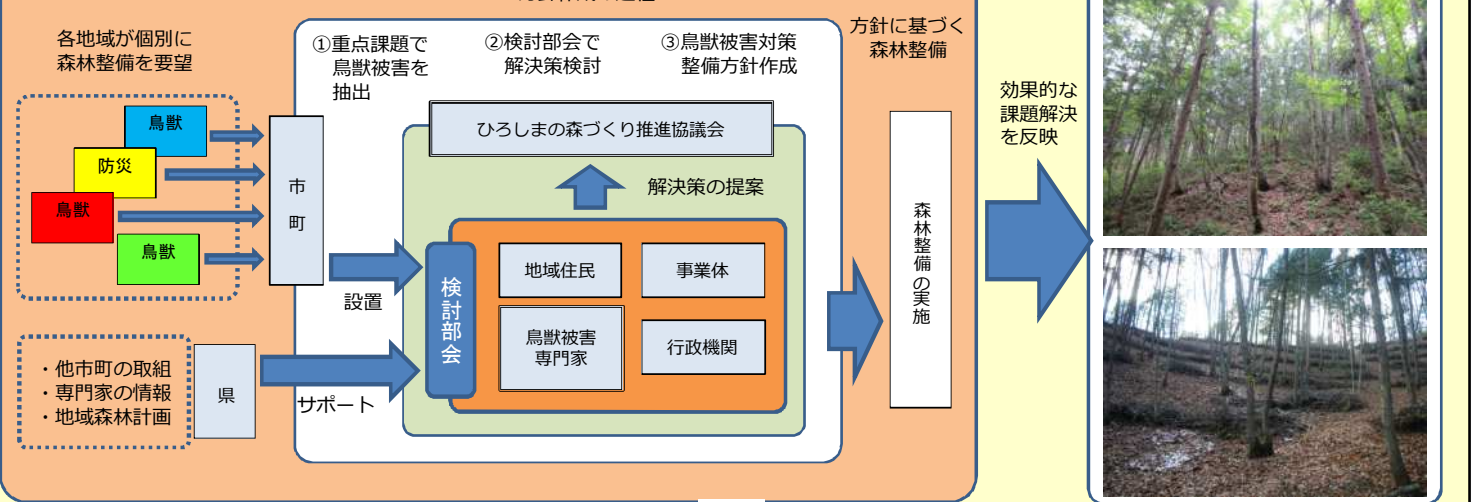 各地域が個別に
森林整備を要望
鳥獣
防災
鳥獣
鳥獣
市
町
・他市町の取組
・専門家の情報
・地域森林計画
県
①重点課題で
鳥獣被害を
抽出
②検討部会で
解決策検討
③鳥獣被害対策
整備方針作成
ひろしまの森づくり推進協議会
解決策の提案
設置
サポート
検討部会
地域住民
事業体
鳥獣被害
専門家
行政機関
方針に基づく
森林整備
森林整備の実施
効果的な
課題解決
を反映